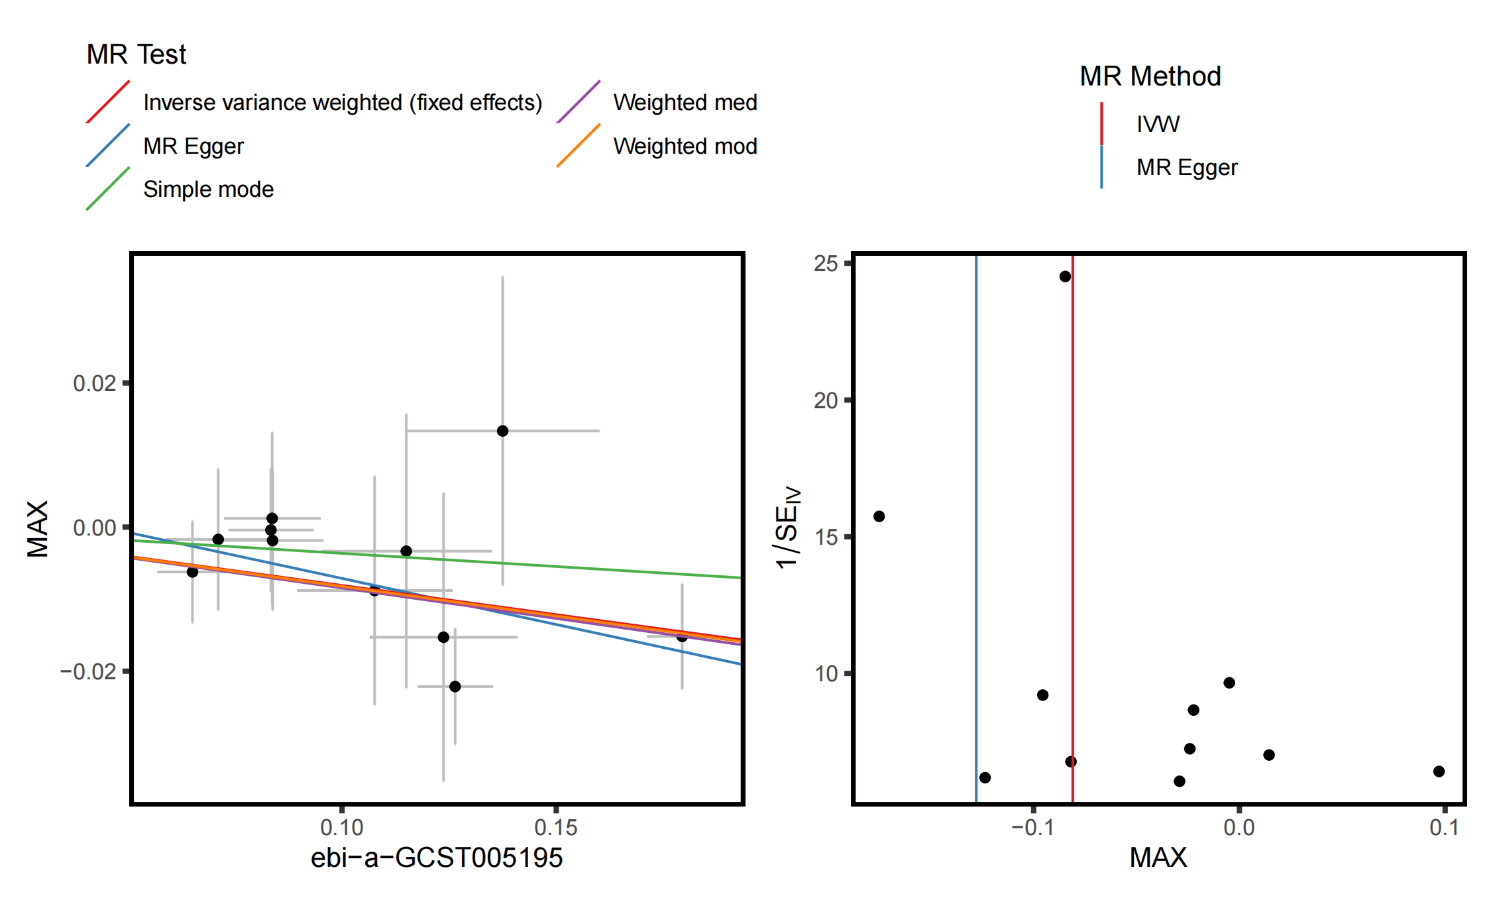 MR Test
Inverse variance weighted (fixed effects)
MR Egger
Simple mode
Weighted med
Weighted mod
MAX
0.02
0.00
−0.02
0.10
0.15
ebi−a−GCST005195
MR Method
IVW
MR Egger
1/SE_IV
25
20
15
10
−0.1
0.0
0.1
MAX